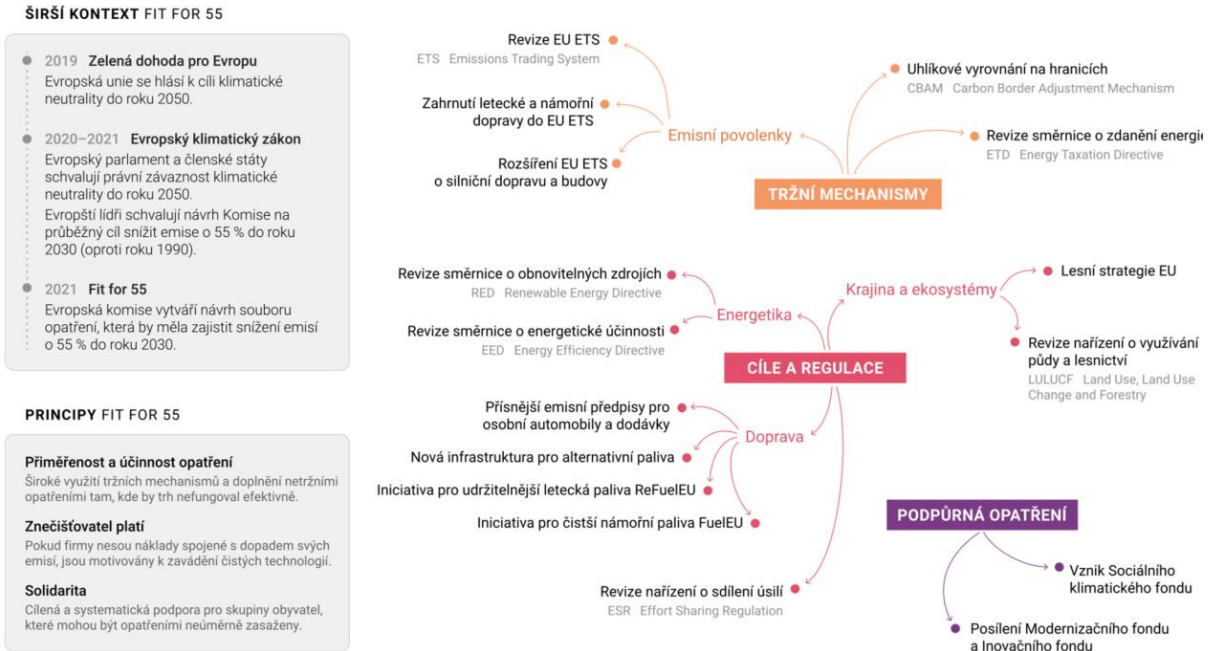 ŠIRŠÍ KONTEXT FIT FOR 55
2019 Zelená dohoda pro Evropu
Evropská unie se hlásí k cíli klimatické
neutrality do roku 2050.
2020–2021 Evropský klimatický zákon
Evropský parlament a členské státy
schvalují právní závaznost klimatické
neutrality do roku 2050.
Evropští lídři schvalují návrh Komise na
průběžný cíl snížit emise o 55 % do roku
2030 (oproti roku 1990).
2021 Fit for 55
Evropská komise vytváří návrh souboru
opatření, která by měla zajistit snížení emisí
o 55 % do roku 2030.
PRINCIPY FIT FOR 55
Přiměřenost a účinnost opatření
Široké využití tržních mechanismů a doplnění netržními
opatřeními tam, kde by trh nefungoval efektivně.
Znečišťovatel platí
Pokud firmy nesou náklady spojené s dopadem svých
emisí, jsou motivovány k zavádění čistých technologií.
Solidarita
Cílená a systematická podpora pro skupiny obyvatel,
které mohou být opatřeními neúměrně zasaženy.
Revize EU ETS
ETS Emissions Trading System
Zahrnutí letecké a námořní
dopravy do EU ETS
Rozšíření EU ETS
o silniční dopravu a budovy
Emisní povolenky
Uhlíkové vyrovnání na hranicích
CBAM Carbon Border Adjustment Mechanism
Revize směrnice o zdanění energie
ETD Energy Taxation Directive
TRŽNÍ MECHANISMY
Revize směrnice o obnovitelných zdrojích
RED Renewable Energy Directive
Revize směrnice o energetické účinnosti
EED Energy Efficiency Directive
Energetika
Krajina a ekosystémy
Lesní strategie EU
Revize nařízení o využívání
půdy a lesnictví
LULUCF Land Use, Land Use
Change and Forestry
CÍLE A REGULACE
Přísnější emisní předpisy pro
osobní automobily a dodávky
Doprava
Nová infrastruktura pro alternativní paliva
Iniciativa pro udržitelnější letecká paliva ReFuelEU
Iniciativa pro čistší námořní paliva FuelEU
Revize nařízení o sdílení úsilí
ESR Effort Sharing Regulation
PODPŮRNÁ OPATŘENÍ
Vznik Sociálního
klimatického fondu
Posílení Modernizačního fondu
a Inovačního fondu